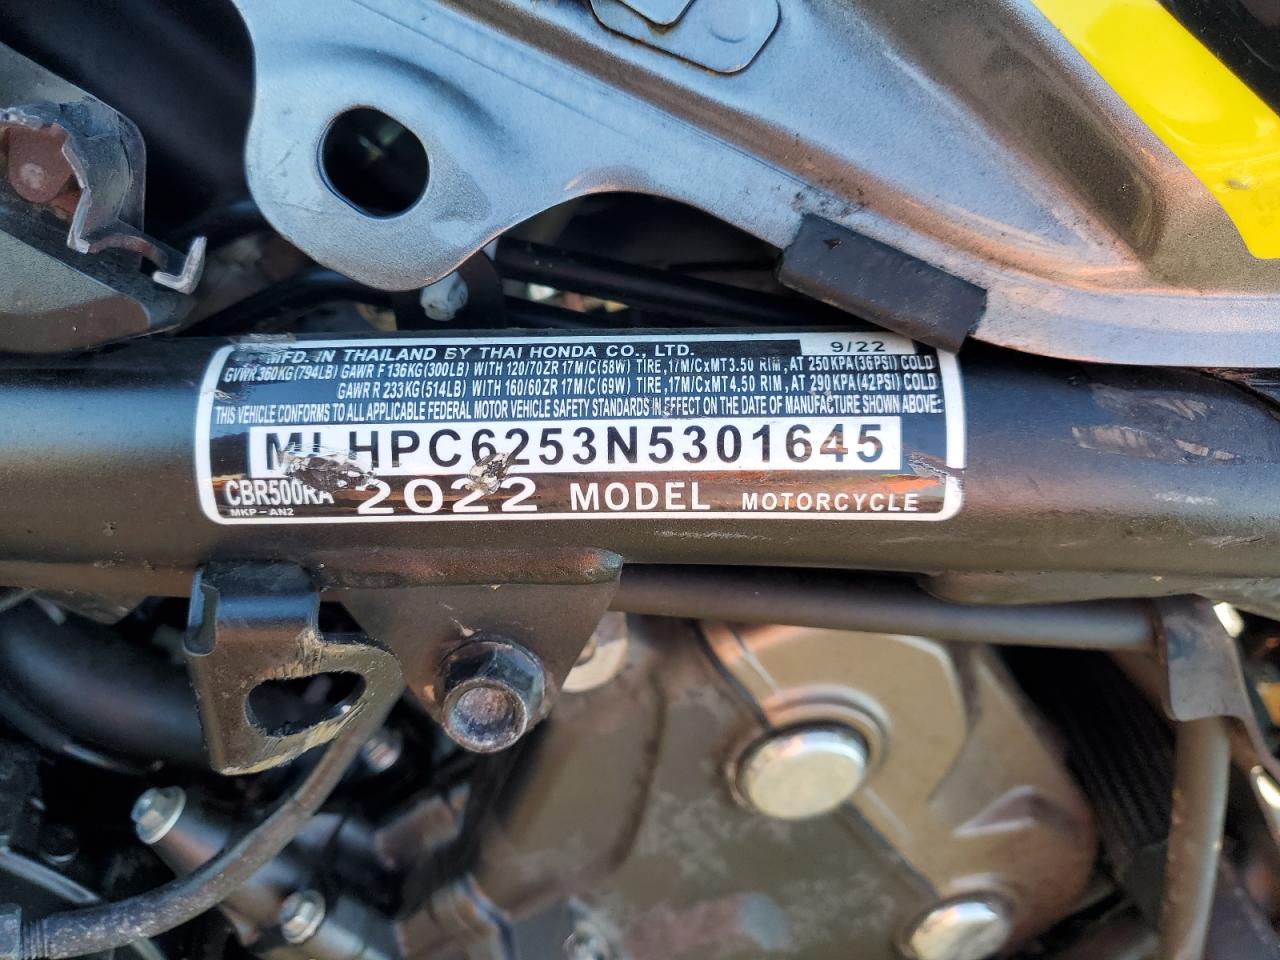 MFD. IN THAILAND BY THAI HONDA CO., LTD. 9/22
GVWR 360KG(794LB) GAWR F 136KG(300LB) WITH 120/70ZR 17M/C(58W) TIRE, 17M/CxMT3.50 RIM, AT 250KPA(36PSI) COLD
GAWR R 233KG(514LB) WITH 160/60ZR 17M/C(69W) TIRE, 17M/CxMT4.50 RIM, AT 290KPA(42PSI) COLD
THIS VEHICLE CONFORMS TO ALL APPLICABLE FEDERAL MOTOR VEHICLE SAFETY STANDARDS IN EFFECT ON THE DATE OF MANUFACTURE SHOWN ABOVE.
MLHPC6253N5301645
CBR500RA 2022 MODEL MOTORCYCLE
MKP-AN2